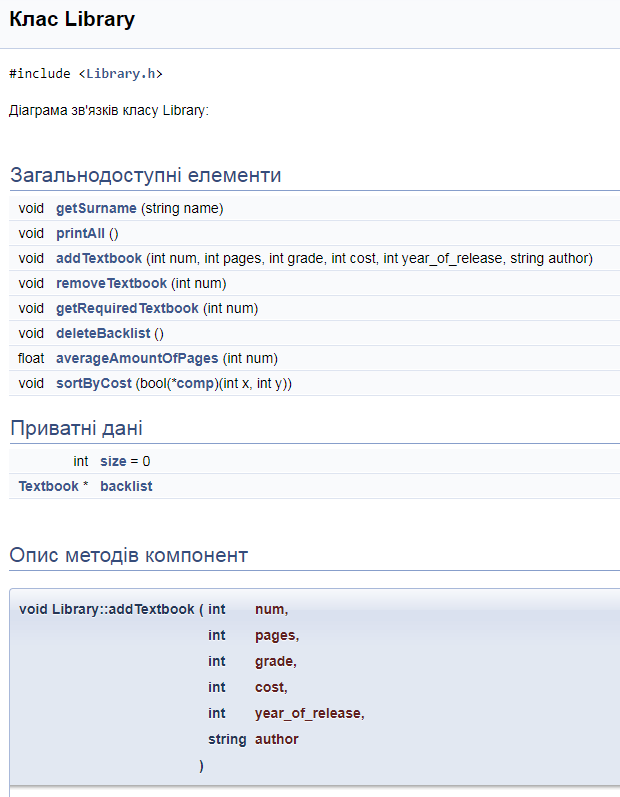 Клас Library
#include <Library.h>
Діаграма зв'язків класу Library:
Загальнодоступні елементи
void getSurname (string name)
void printAll ()
void addTextbook (int num, int pages, int grade, int cost, int year_of_release, string author)
void removeTextbook (int num)
void getRequiredTextbook (int num)
void deleteBacklist ()
float averageAmountOfPages (int num)
void sortByCost (bool(*comp)(int x, int y))
Приватні дані
int size = 0
Textbook * backlist
Опис методів компонент
void Library::addTextbook ( int num,
int pages,
int grade,
int cost,
int year_of_release,
string author
)